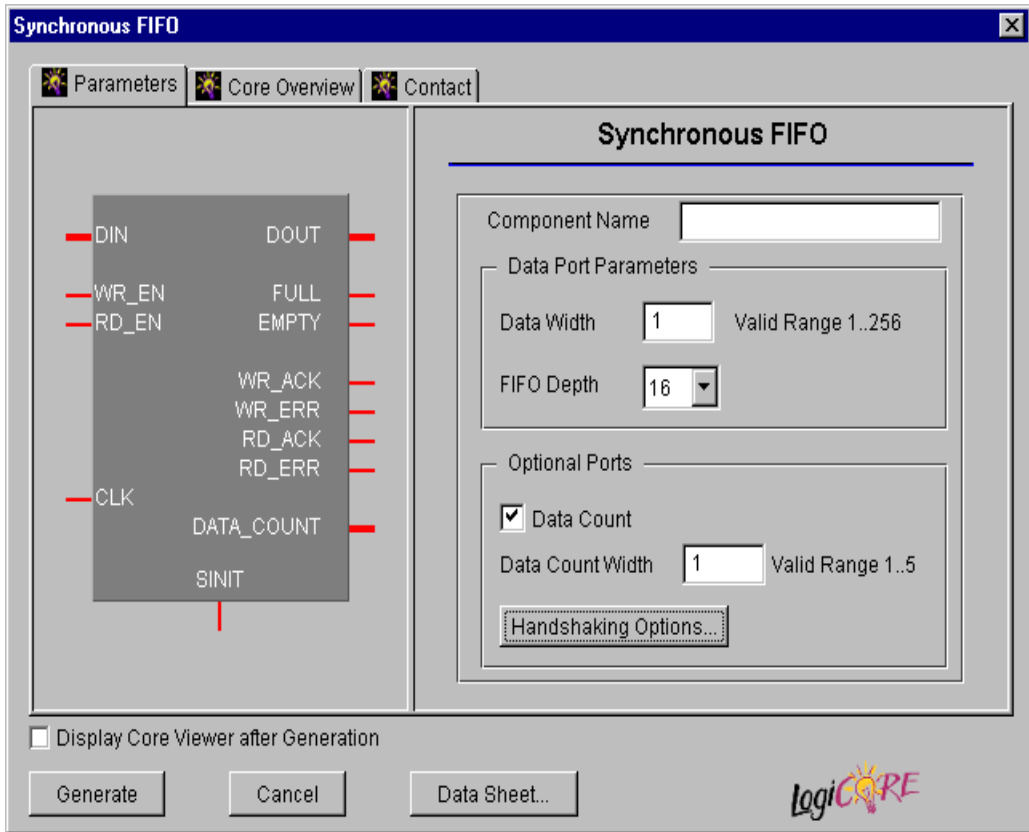 Synchronous FIFO
Parameters
Core Overview
Contact
DIN
DOUT
WR_EN
FULL
RD_EN
EMPTY
WR_ACK
WR_ERR
RD_ACK
RD_ERR
CLK
DATA_COUNT
SINIT
Synchronous FIFO
Component Name
Data Port Parameters
Data Width 1 Valid Range 1..256
FIFO Depth 16
Optional Ports
Data Count
Data Count Width 1 Valid Range 1..5
Handshaking Options...
Display Core Viewer after Generation
Generate
Cancel
Data Sheet...
LogiCORE